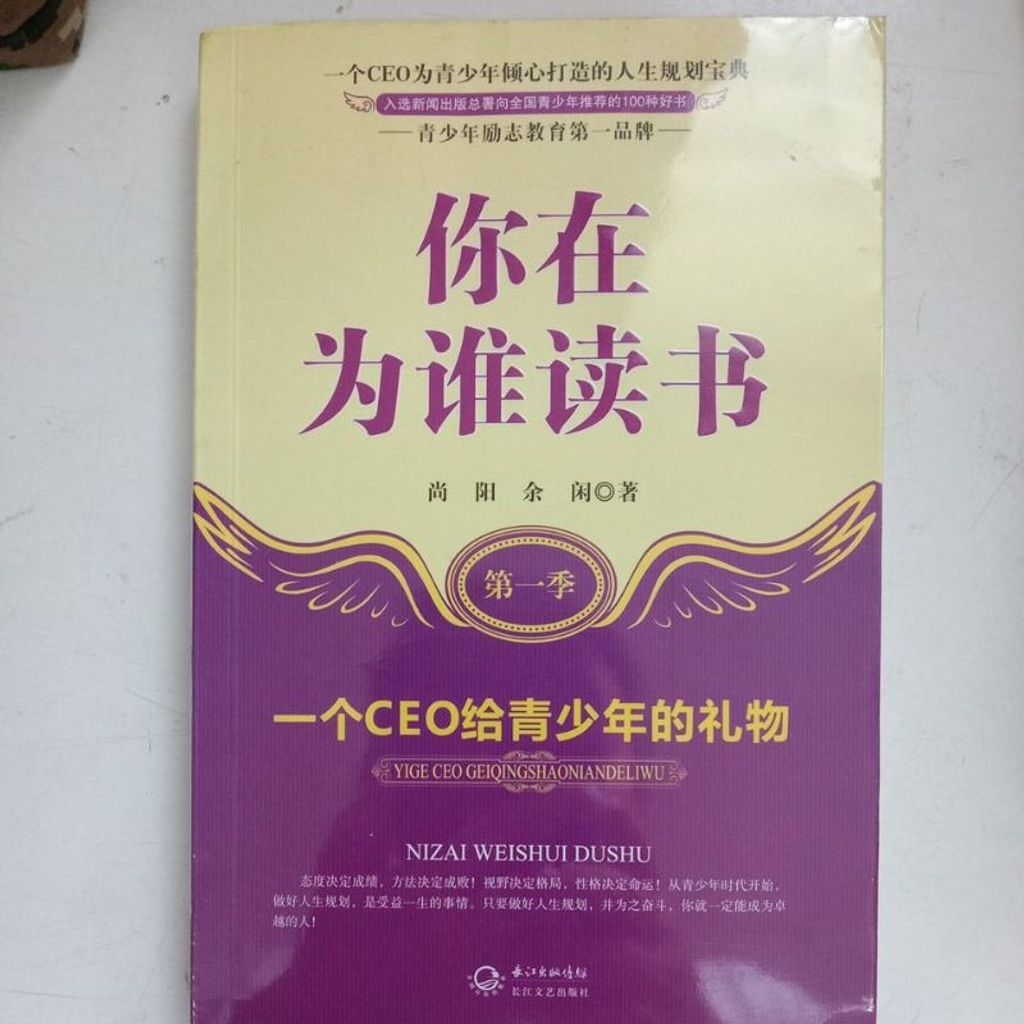 一个CEO为青少年倾心打造的人生规划宝典
入选新闻出版总署向全国青少年推荐的100种好书
青少年励志教育第一品牌
你在
为谁读书
尚 阳 余 闲◎著
第一季
一个CEO给青少年的礼物
YIGE CEO GEIQINGSHAONIANDELIWU
NIZAI WEISHUI DUSHU
态度决定成绩，方法决定成败！视野决定格局，性格决定命运！从青少年时代开始，
做好人生规划，是受益一生的事情。只要做好人生规划，并为之奋斗，你就一定能成为卓
越的人！
长江出版传媒
长江文艺出版社